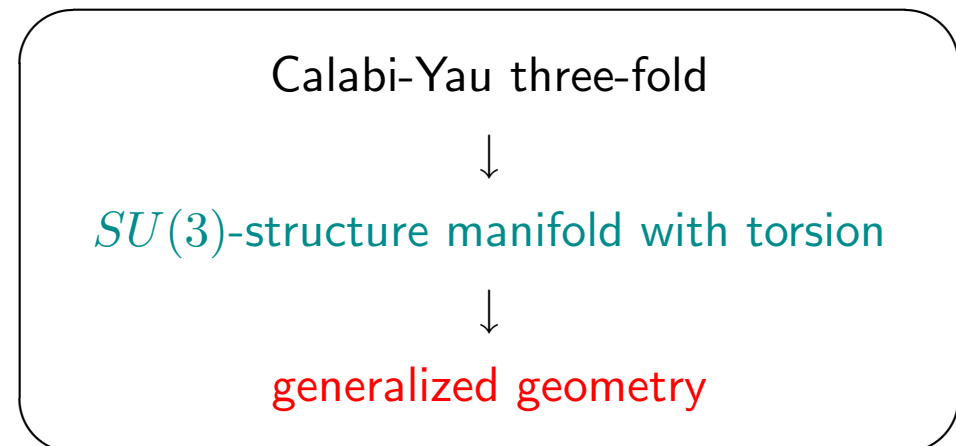 Calabi-Yau three-fold
↓
SU(3)-structure manifold with torsion
↓
generalized geometry